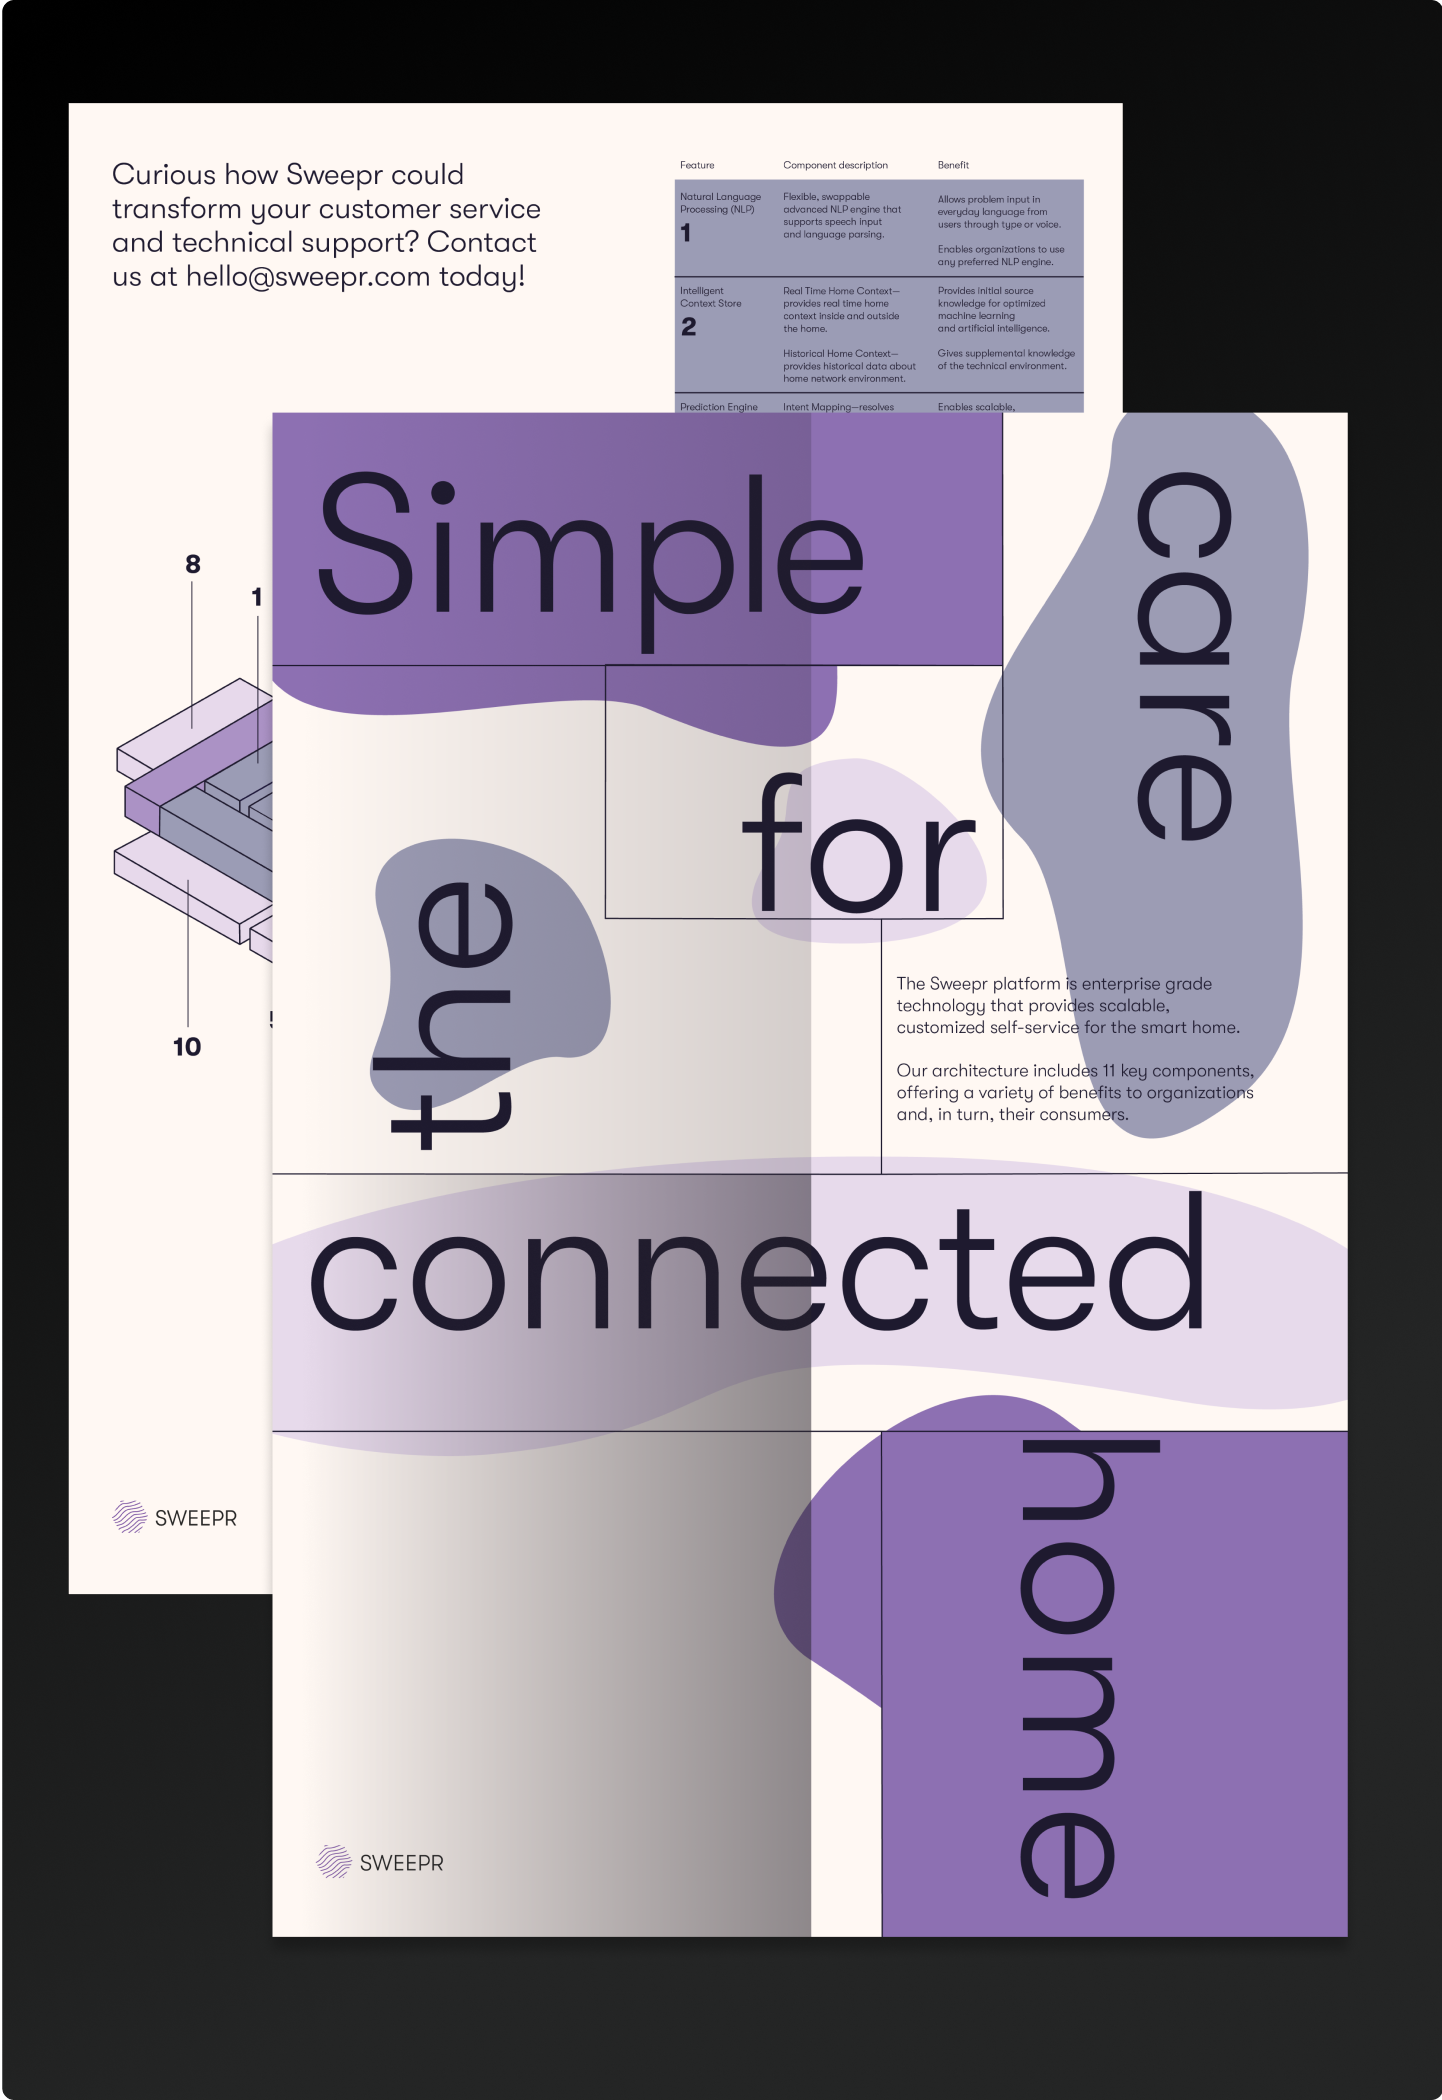 Curious how Sweepr could
transform your customer service
and technical support? Contact
us at hello@sweepr.com today!
Feature
Component description
Benefit
Natural Language
Processing (NLP)
1
Flexible, swappable
advanced NLP engine that
supports speech input
and language parsing.
Allows problem input in
everyday language from
users through type or voice.
Enables organizations to use
any preferred NLP engine.
Intelligent
Context Store
2
Real Time Home Context—
provides real time home
context inside and outside
the home.
Historical Home Context—
provides historical data about
home network environment.
Provides initial source
knowledge for optimized
machine learning
and artificial intelligence.
Gives supplemental knowledge
of the technical environment.
Prediction Engine
Intent Mapping—resolves
Enables scalable,
8
1
10
SWEEPR
Simple
care
for
the
connected
home
The Sweepr platform is enterprise grade
technology that provides scalable,
customized self-service for the smart home.
Our architecture includes 11 key components,
offering a variety of benefits to organizations
and, in turn, their consumers.
SWEEPR